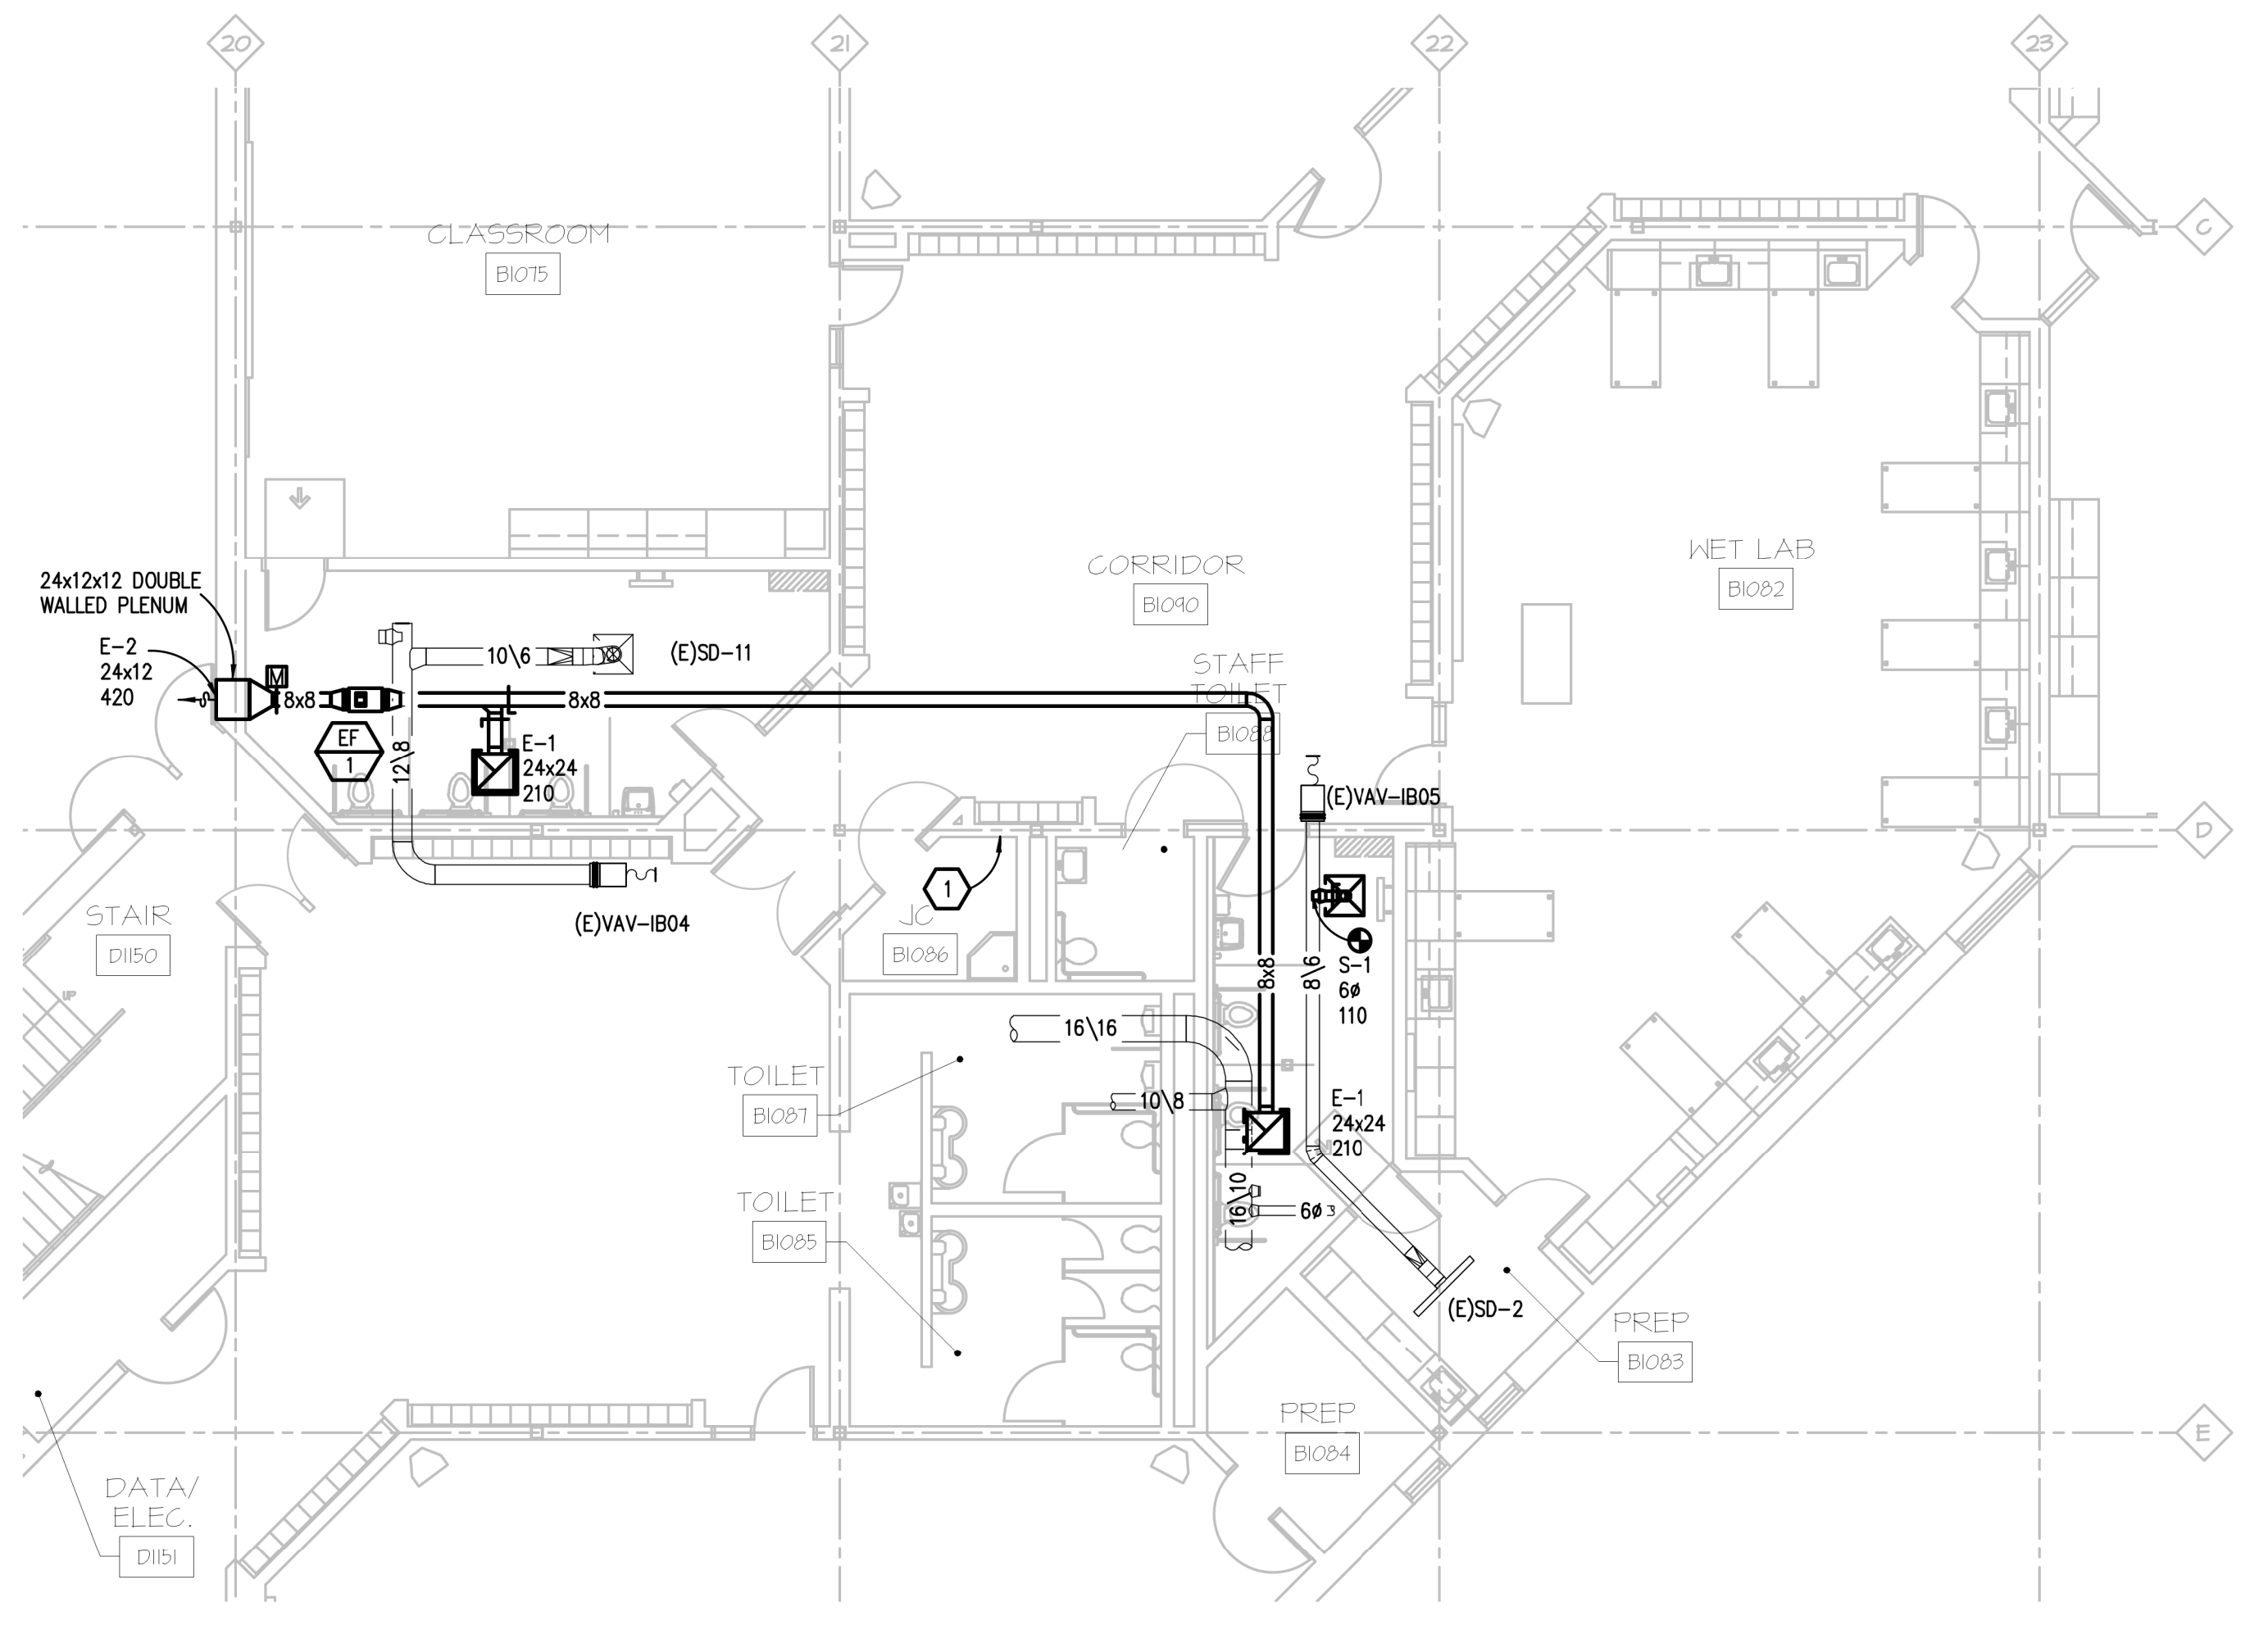 20
21
22
23
C
CLASSROOM
B1075
CORRIDOR
B1090
WET LAB
B1082
24x12x12 DOUBLE
WALLED PLENUM
E-2
24x12
420
M
8x8
10\6
(E)SD-11
8x8
STAFF
TOILET
B1088
EF
1
12\8
E-1
24x24
210
(E)VAV-1B05
D
1
(E)VAV-1B04
STAIR
D1150
UP
JC
B1086
8x8
8\6
S-1
6ø
110
16\16
10\8
TOILET
B1087
E-1
24x24
210
16\10
6ø
TOILET
B1085
(E)SD-2
PREP
B1083
PREP
B1084
E
DATA/
ELEC.
D1151